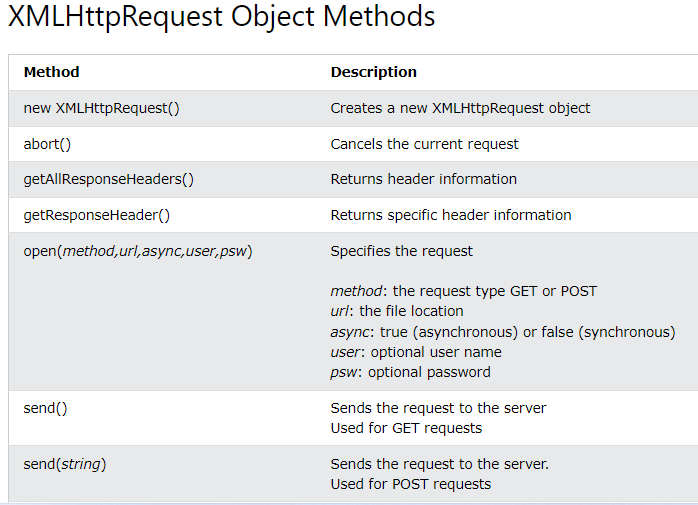 XMLHttpRequest Object Methods
Method Description
new XMLHttpRequest() Creates a new XMLHttpRequest object
abort() Cancels the current request
getAllResponseHeaders() Returns header information
getResponseHeader() Returns specific header information
open(method,url,async,user,psw) Specifies the request
method: the request type GET or POST
url: the file location
async: true (asynchronous) or false (synchronous)
user: optional user name
psw: optional password
send() Sends the request to the server
Used for GET requests
send(string) Sends the request to the server.
Used for POST requests